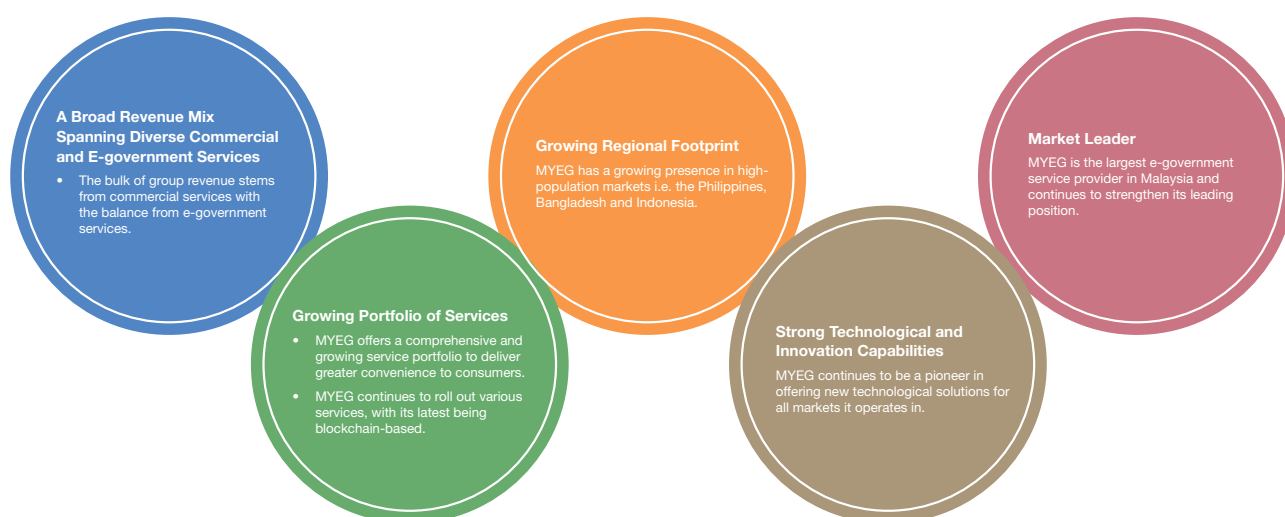 A Broad Revenue Mix
Spanning Diverse Commercial
and E-government Services
• The bulk of group revenue stems
from commercial services with
the balance from e-government
services.
Growing Portfolio of Services
• MYEG offers a comprehensive and
growing service portfolio to deliver
greater convenience to consumers.
• MYEG continues to roll out various
services, with its latest being
blockchain-based.
Growing Regional Footprint
MYEG has a growing presence in high-
population markets i.e. the Philippines,
Bangladesh and Indonesia.
Strong Technological and
Innovation Capabilities
MYEG continues to be a pioneer in
offering new technological solutions for
all markets it operates in.
Market Leader
MYEG is the largest e-government
service provider in Malaysia and
continues to strengthen its leading
position.